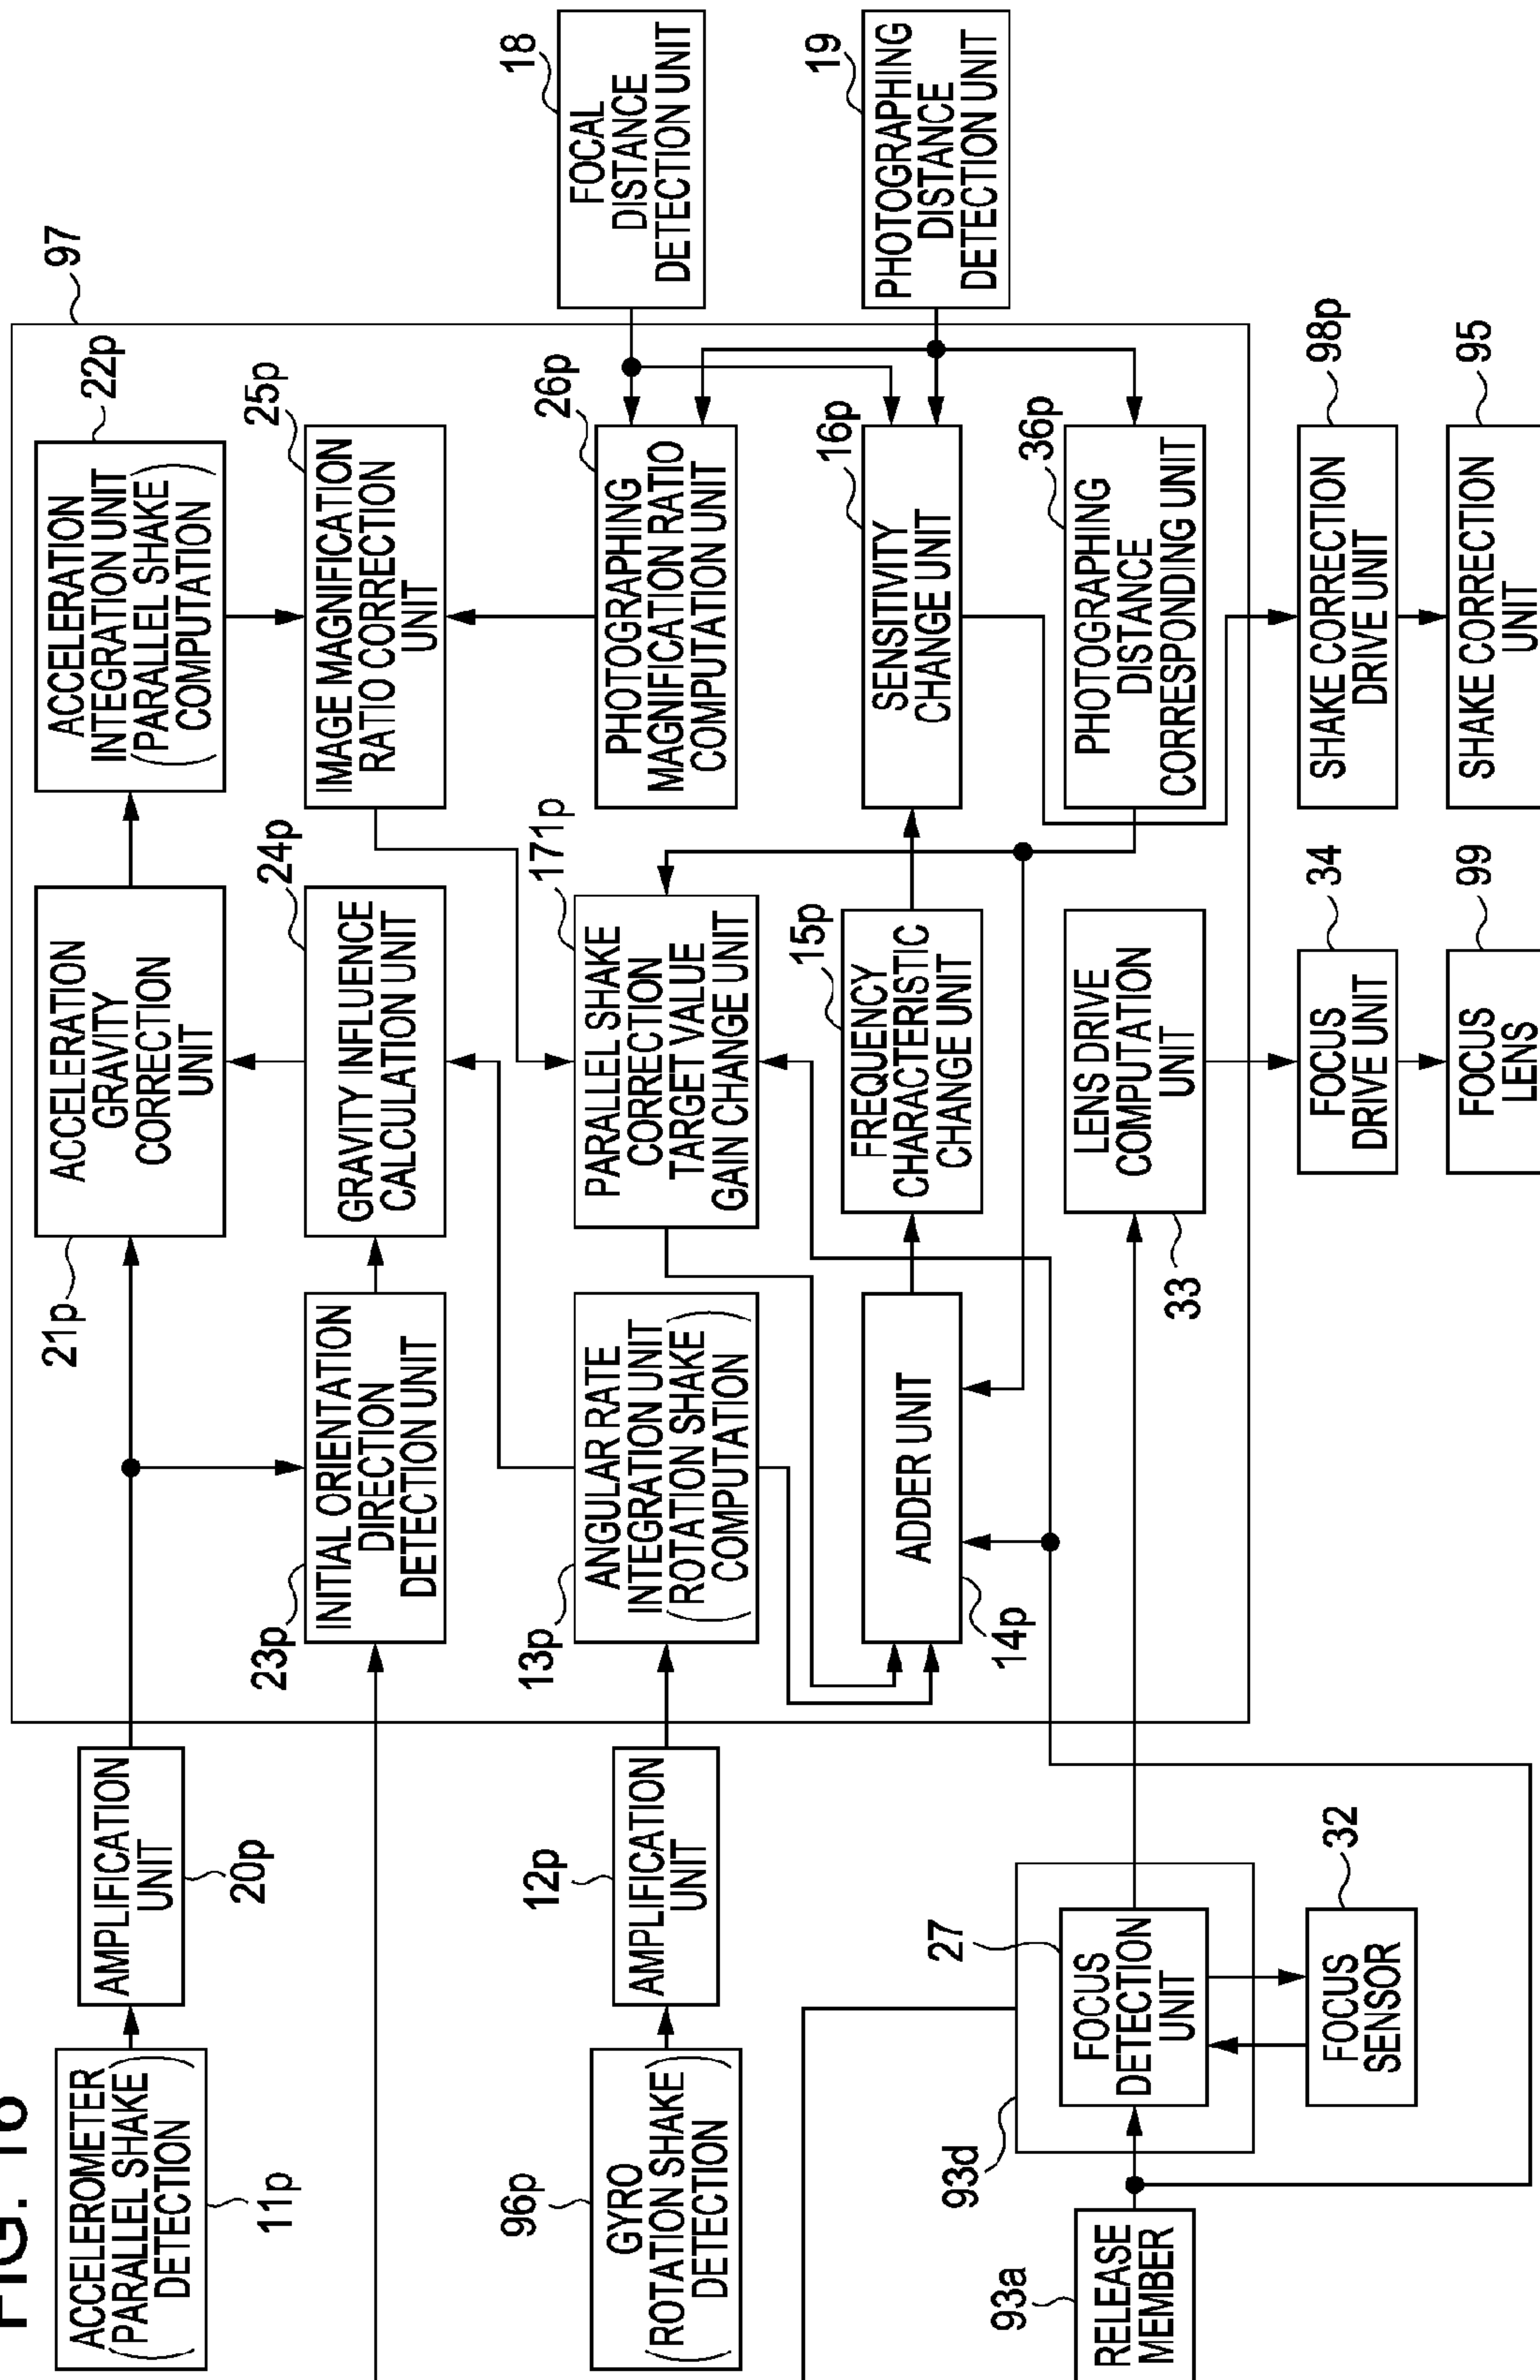 FIG.
11p
ACCELEROMETER
(PARALLEL SHAKE
DETECTION)
AMPLIFICATION
UNIT
20p
21p
ACCELERATION
GRAVITY
CORRECTION
UNIT
22p
ACCELERATION
INTEGRATION UNIT
(PARALLEL SHAKE
COMPUTATION)
97
23p
INITIAL ORIENTATION
DIRECTION
DETECTION UNIT
24p
GRAVITY INFLUENCE
CALCULATION UNIT
25p
IMAGE MAGNIFICATION
RATIO CORRECTION
UNIT
96p
GYRO
(ROTATION SHAKE
DETECTION)
12p
AMPLIFICATION
UNIT
13p
ANGULAR RATE
INTEGRATION UNIT
(ROTATION SHAKE
COMPUTATION)
171p
PARALLEL SHAKE
CORRECTION
TARGET VALUE
GAIN CHANGE UNIT
26p
PHOTOGRAPHING
MAGNIFICATION RATIO
COMPUTATION UNIT
18
FOCAL
DISTANCE
DETECTION UNIT
14p
ADDER UNIT
15p
FREQUENCY
CHARACTERISTIC
CHANGE UNIT
16p
SENSITIVITY
CHANGE UNIT
19
PHOTOGRAPHING
DISTANCE
DETECTION UNIT
93a
RELEASE
MEMBER
93d
27
FOCUS
DETECTION
UNIT
33
LENS DRIVE
COMPUTATION
UNIT
36p
PHOTOGRAPHING
DISTANCE
CORRESPONDING UNIT
32
FOCUS
SENSOR
34
FOCUS
DRIVE UNIT
98p
SHAKE CORRECTION
DRIVE UNIT
99
FOCUS
LENS
95
SHAKE CORRECTION
UNIT